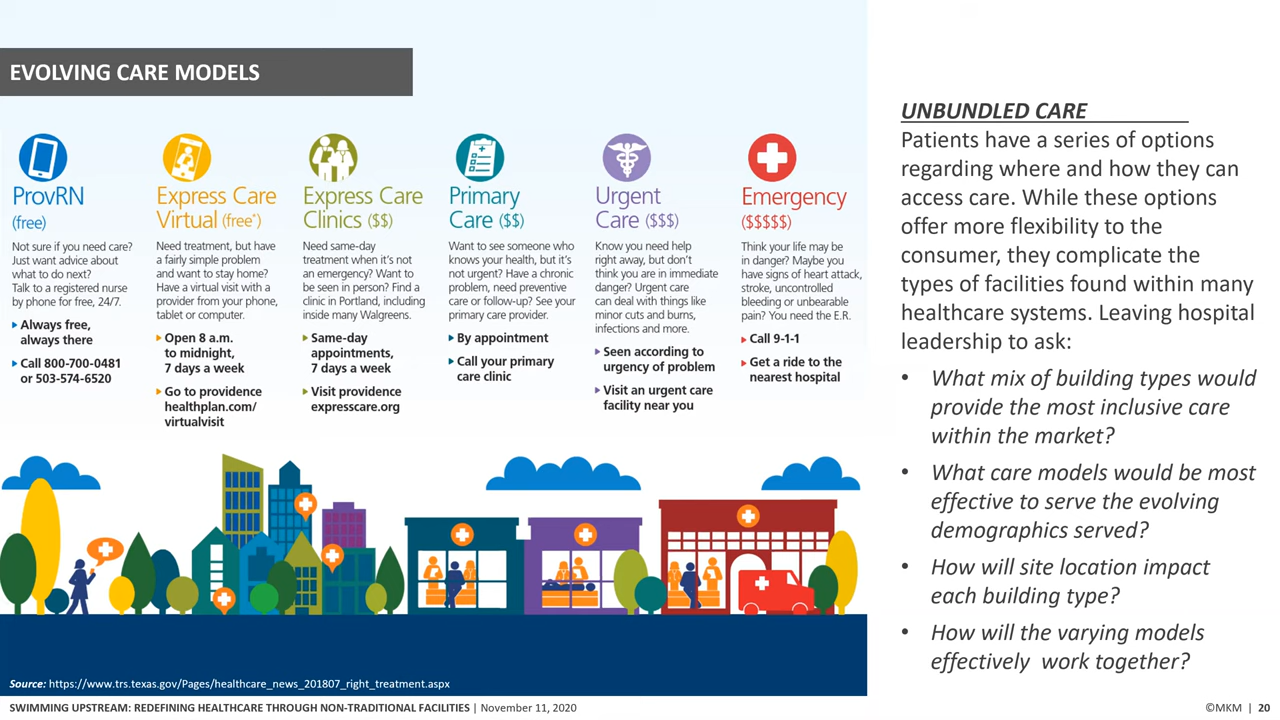 EVOLVING CARE MODELS
ProvRN
(free)
Not sure if you need care?
Just want advice about
what to do next?
Talk to a registered nurse
by phone for free, 24/7.
Always free,
always there
Call 800-700-0481
or 503-574-6520
Express Care
Virtual (free*)
Need treatment, but have
a fairly simple problem
and want to stay home?
Have a virtual visit with a
provider from your phone,
tablet or computer.
Open 8 a.m.
to midnight,
7 days a week
Go to providence
healthplan.com/
virtualvisit
Express Care
Clinics ($$)
Need same-day
treatment when it's not
an emergency? Want to
be seen in person? Find a
clinic in Portland, including
inside many Walgreens.
Same-day
appointments,
7 days a week
Visit providence
expresscare.org
Primary
Care ($$)
Want to see someone who
knows your health, but it's
not urgent? Have a chronic
problem, need preventive
care or follow-up? See your
primary care provider.
By appointment
Call your primary
care clinic
Urgent
Care ($$$)
Know you need help
right away, but don't
think you are in immediate
danger? Urgent care
can deal with things like
minor cuts and burns,
infections and more.
Seen according to
urgency of problem
Visit an urgent care
facility near you
Emergency
($$$$$)
Think your life may be
in danger? Maybe you
have signs of heart attack,
stroke, uncontrolled
bleeding or unbearable
pain? You need the E.R.
Call 9-1-1
Get a ride to the
nearest hospital
UNBUNDLED CARE
Patients have a series of options
regarding where and how they can
access care. While these options
offer more flexibility to the
consumer, they complicate the
types of facilities found within many
healthcare systems. Leaving hospital
leadership to ask:
• What mix of building types would
provide the most inclusive care
within the market?
• What care models would be most
effective to serve the evolving
demographics served?
• How will site location impact
each building type?
• How will the varying models
effectively work together?
Source: https://www.trs.texas.gov/Pages/healthcare_news_201807_right_treatment.aspx
SWIMMING UPSTREAM: REDEFINING HEALTHCARE THROUGH NON-TRADITIONAL FACILITIES | November 11, 2020
©MKM | 20